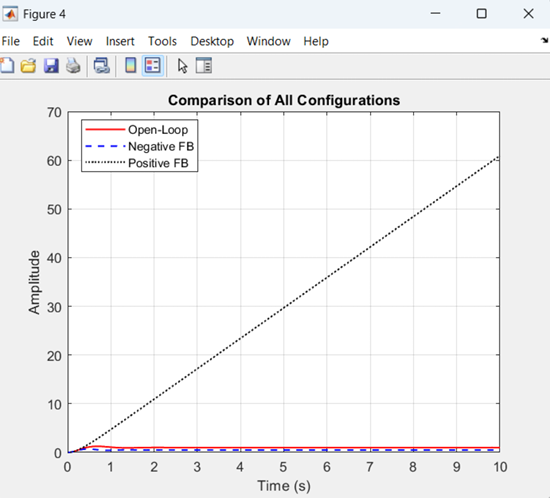 Figure 4
File Edit View Insert Tools Desktop Window Help
Comparison of All Configurations
Open-Loop
Negative FB
Positive FB
Amplitude
70
60
50
40
30
20
10
0
0 1 2 3 4 5 6 7 8 9 10
Time (s)